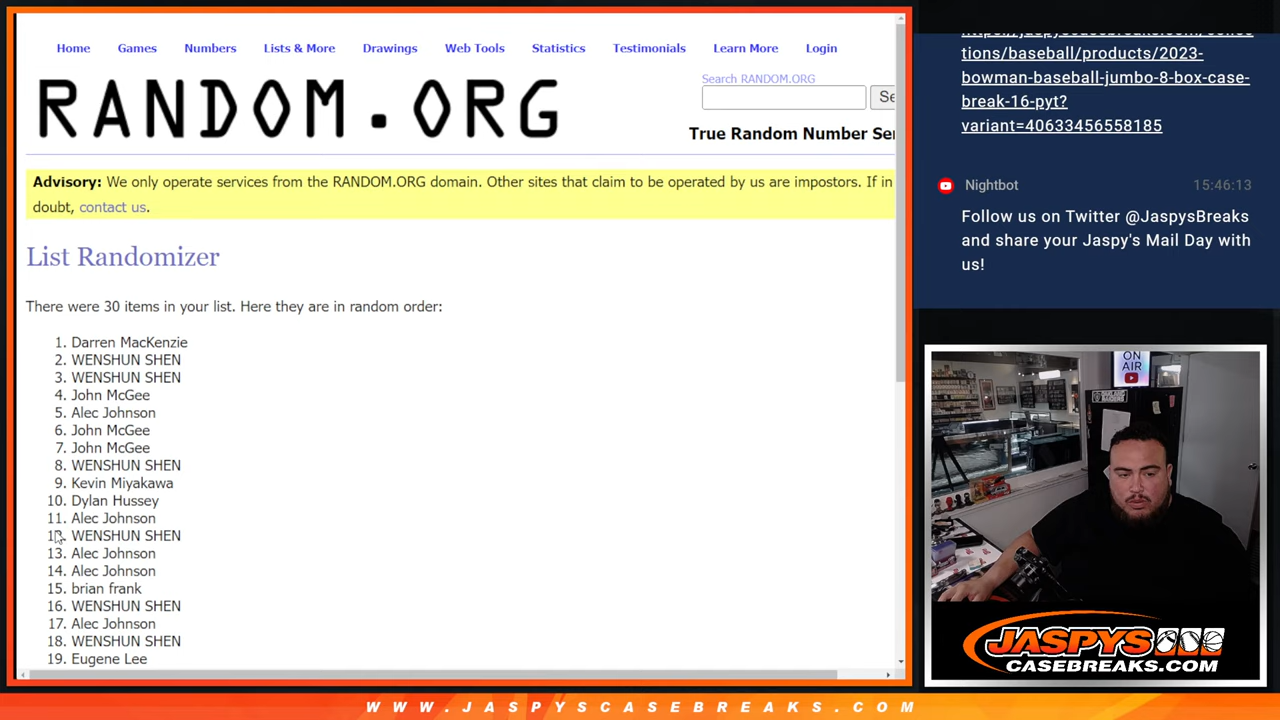 Home Games Numbers Lists & More Drawings Web Tools Statistics Testimonials Learn More Login
RANDOM.ORG
Search RANDOM.ORG
True Random Number Ser
Advisory: We only operate services from the RANDOM.ORG domain. Other sites that claim to be operated by us are impostors. If in
doubt, contact us.
List Randomizer
There were 30 items in your list. Here they are in random order:
1. Darren MacKenzie
2. WENSHUN SHEN
3. WENSHUN SHEN
4. John McGee
5. Alec Johnson
6. John McGee
7. John McGee
8. WENSHUN SHEN
9. Kevin Miyakawa
10. Dylan Hussey
11. Alec Johnson
12. WENSHUN SHEN
13. Alec Johnson
14. Alec Johnson
15. brian frank
16. WENSHUN SHEN
17. Alec Johnson
18. WENSHUN SHEN
19. Eugene Lee
tions/baseball/products/2023-
bowman-baseball-jumbo-8-box-case-
break-16-pyt?
variant=40633456558185
Nightbot 15:46:13
Follow us on Twitter @JaspysBreaks
and share your Jaspy's Mail Day with
us!
ON
AIR
JASPYS
CASEBREAKS.COM
WWW.JASPYSCASEBREAKS.COM